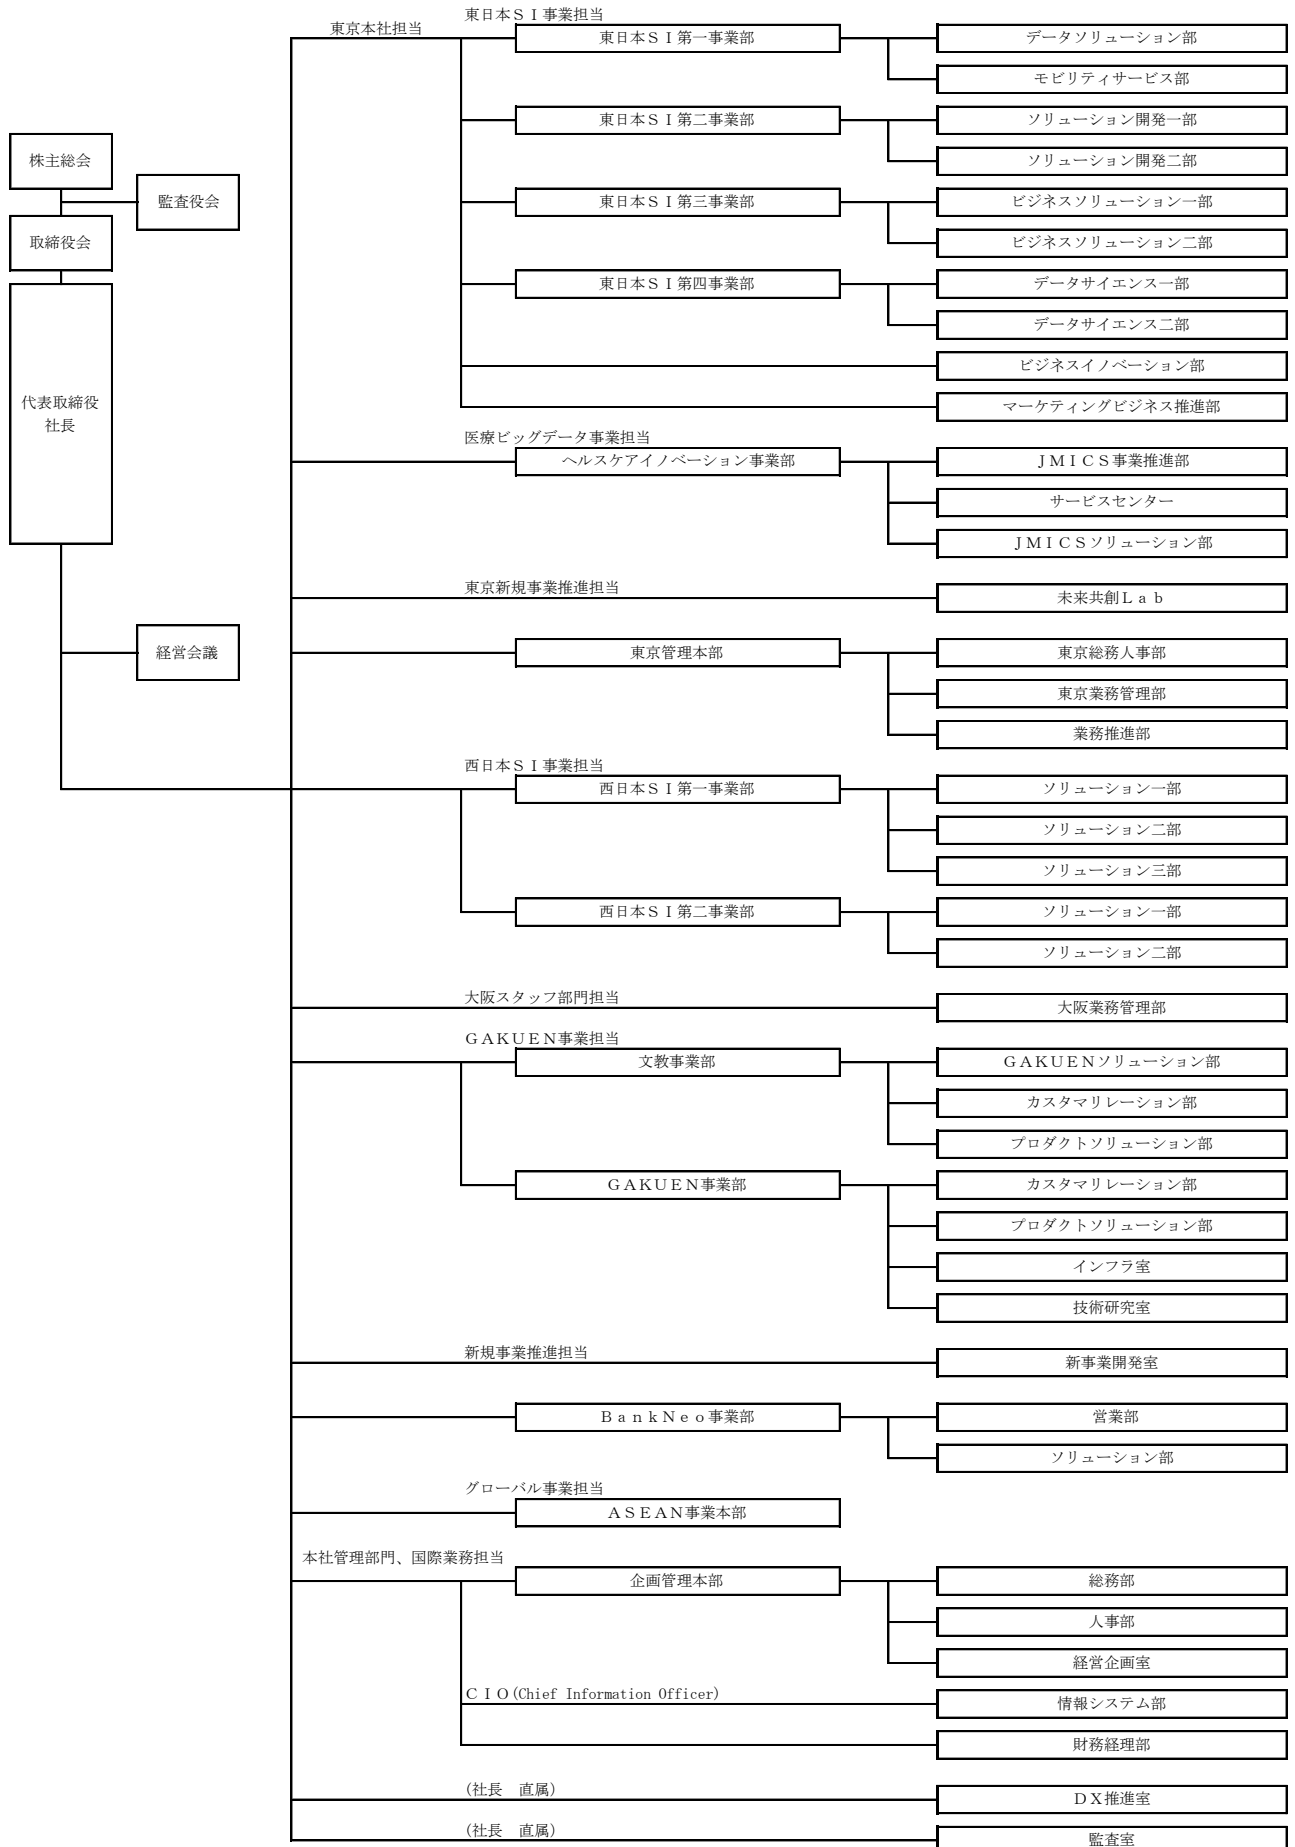 株主総会
監査役会
取締役会
代表取締役
社長
経営会議
東京本社担当
東日本ＳＩ事業担当
東日本ＳＩ第一事業部
データソリューション部
モビリティサービス部
東日本ＳＩ第二事業部
ソリューション開発一部
ソリューション開発二部
東日本ＳＩ第三事業部
ビジネスソリューション一部
ビジネスソリューション二部
東日本ＳＩ第四事業部
データサイエンス一部
データサイエンス二部
ビジネスイノベーション部
マーケティングビジネス推進部
医療ビッグデータ事業担当
ヘルスケアイノベーション事業部
ＪＭＩＣＳ事業推進部
サービスセンター
ＪＭＩＣＳソリューション部
東京新規事業推進担当
未来共創Ｌａｂ
東京管理本部
東京総務人事部
東京業務管理部
業務推進部
西日本ＳＩ事業担当
西日本ＳＩ第一事業部
ソリューション一部
ソリューション二部
ソリューション三部
西日本ＳＩ第二事業部
ソリューション一部
ソリューション二部
大阪スタッフ部門担当
大阪業務管理部
ＧＡＫＵＥＮ事業担当
文教事業部
ＧＡＫＵＥＮソリューション部
カスタマリレーション部
プロダクトソリューション部
ＧＡＫＵＥＮ事業部
カスタマリレーション部
プロダクトソリューション部
インフラ室
技術研究室
新規事業推進担当
新事業開発室
ＢａｎｋＮｅｏ事業部
営業部
ソリューション部
グローバル事業担当
ＡＳＥＡＮ事業本部
本社管理部門、国際業務担当
企画管理本部
総務部
人事部
経営企画室
ＣＩＯ(Chief Information Officer)
情報システム部
財務経理部
(社長　直属)
ＤＸ推進室
(社長　直属)
監査室